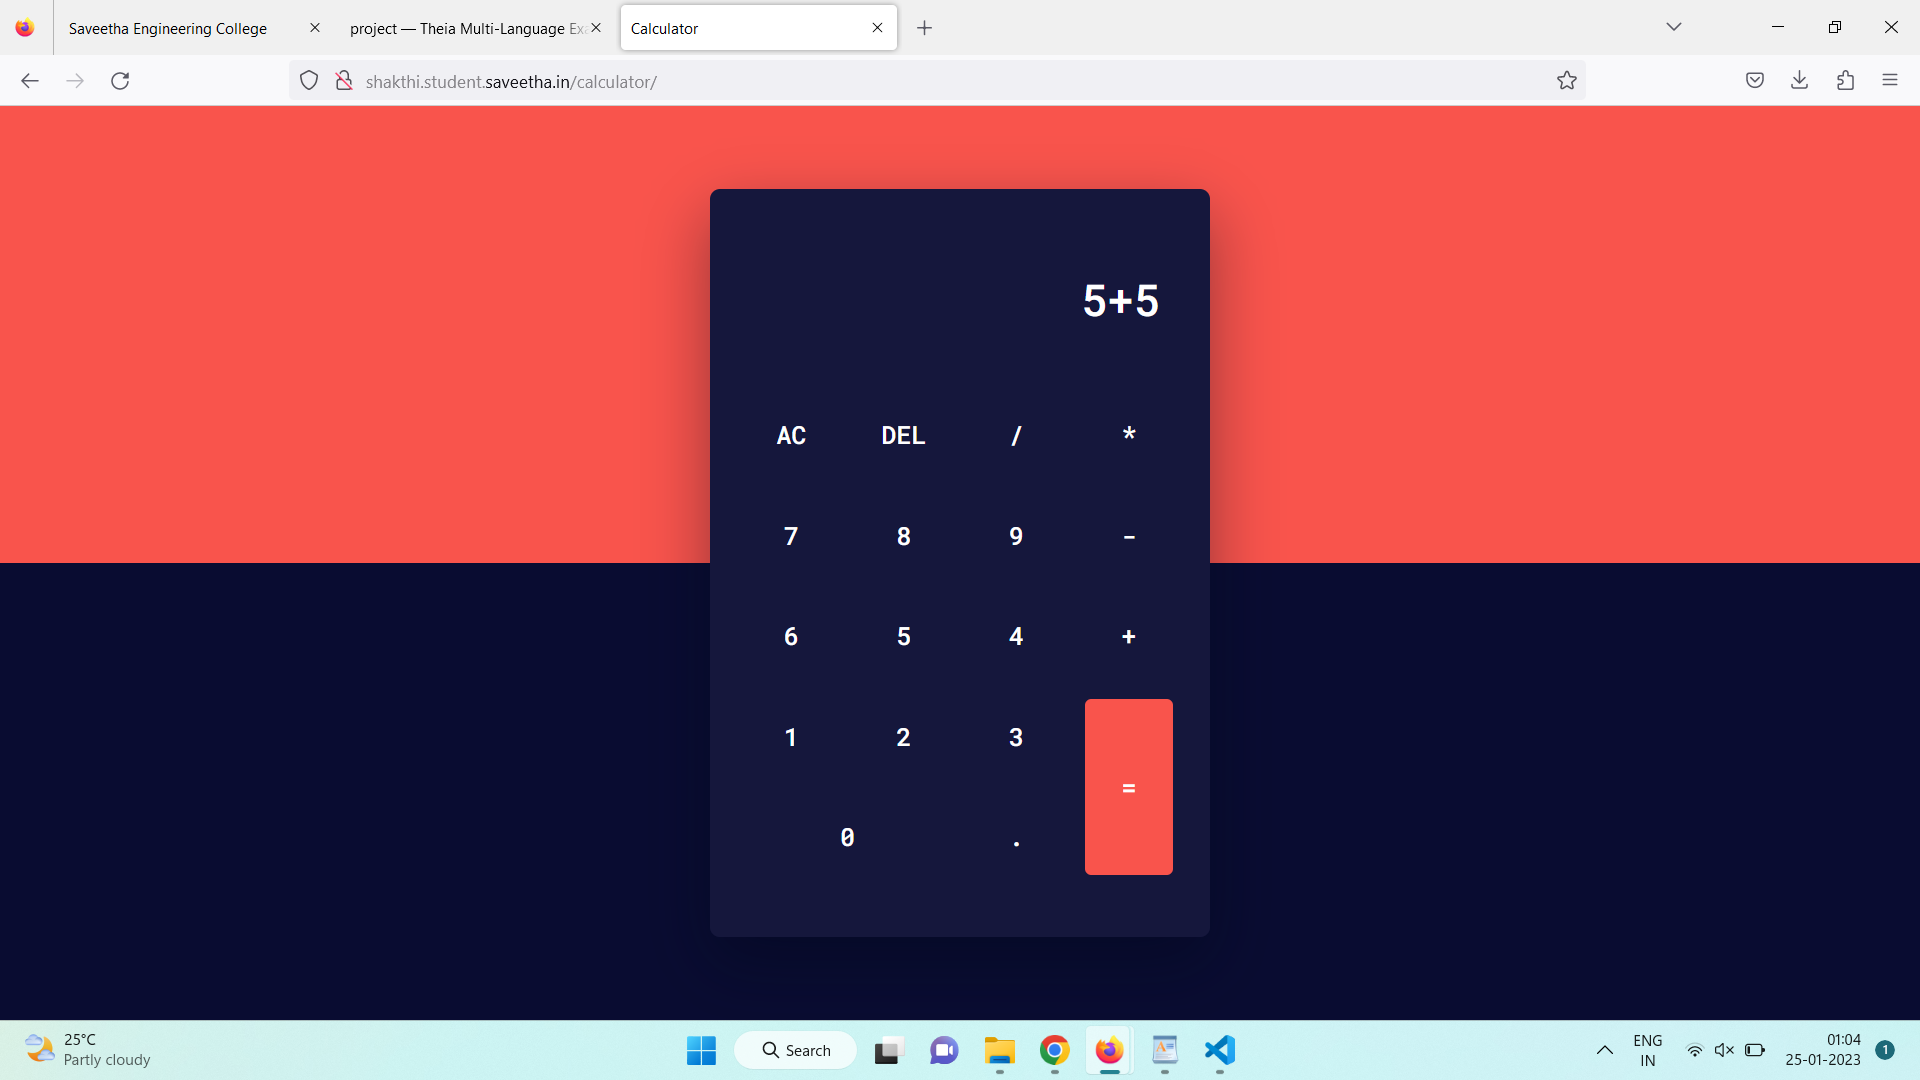 Saveetha Engineering College
project — Theia Multi-Language Ex
Calculator
shakthi.student.saveetha.in/calculator/
5+5
AC DEL / *
7 8 9 -
6 5 4 +
1 2 3
=
0 .
25°C
Partly cloudy
Search
ENG
IN
01:04
25-01-2023
1